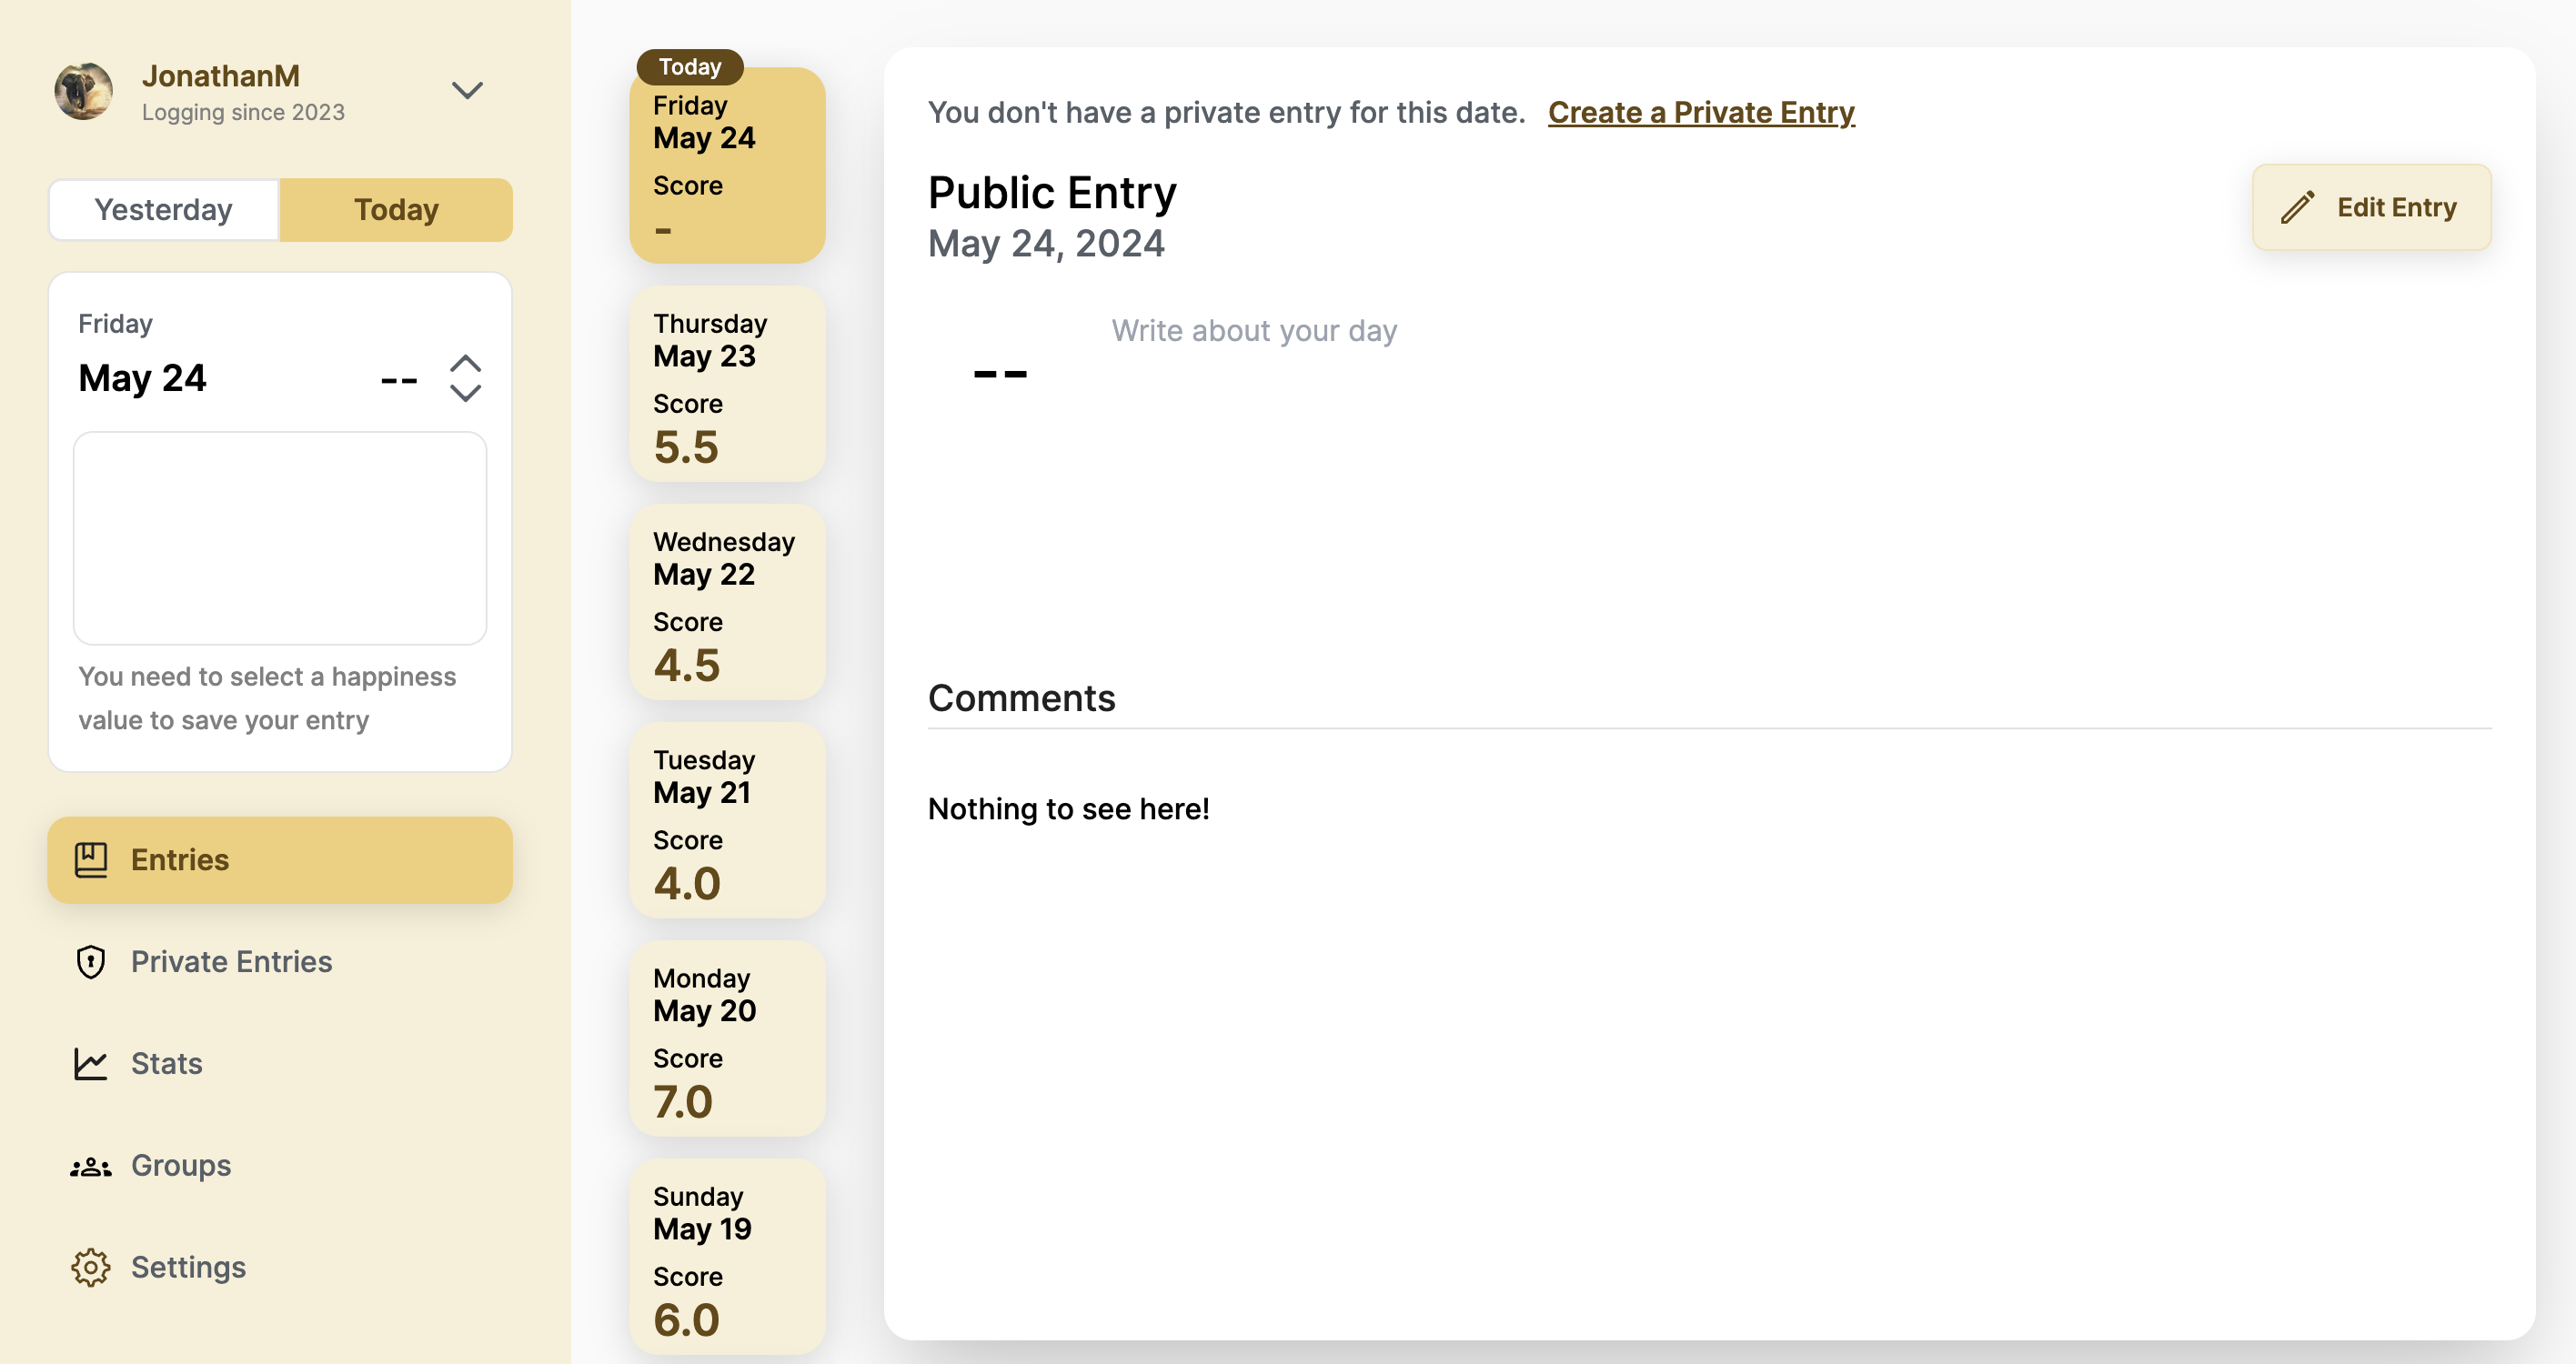 JonathanM
Logging since 2023
Yesterday
Today
Friday
May 24
--
You need to select a happiness
value to save your entry
Entries
Private Entries
Stats
Groups
Settings
Today
Friday
May 24
Score
-
Thursday
May 23
Score
5.5
Wednesday
May 22
Score
4.5
Tuesday
May 21
Score
4.0
Monday
May 20
Score
7.0
Sunday
May 19
Score
6.0
You don't have a private entry for this date. Create a Private Entry
Public Entry
May 24, 2024
Edit Entry
Write about your day
--
Comments
Nothing to see here!